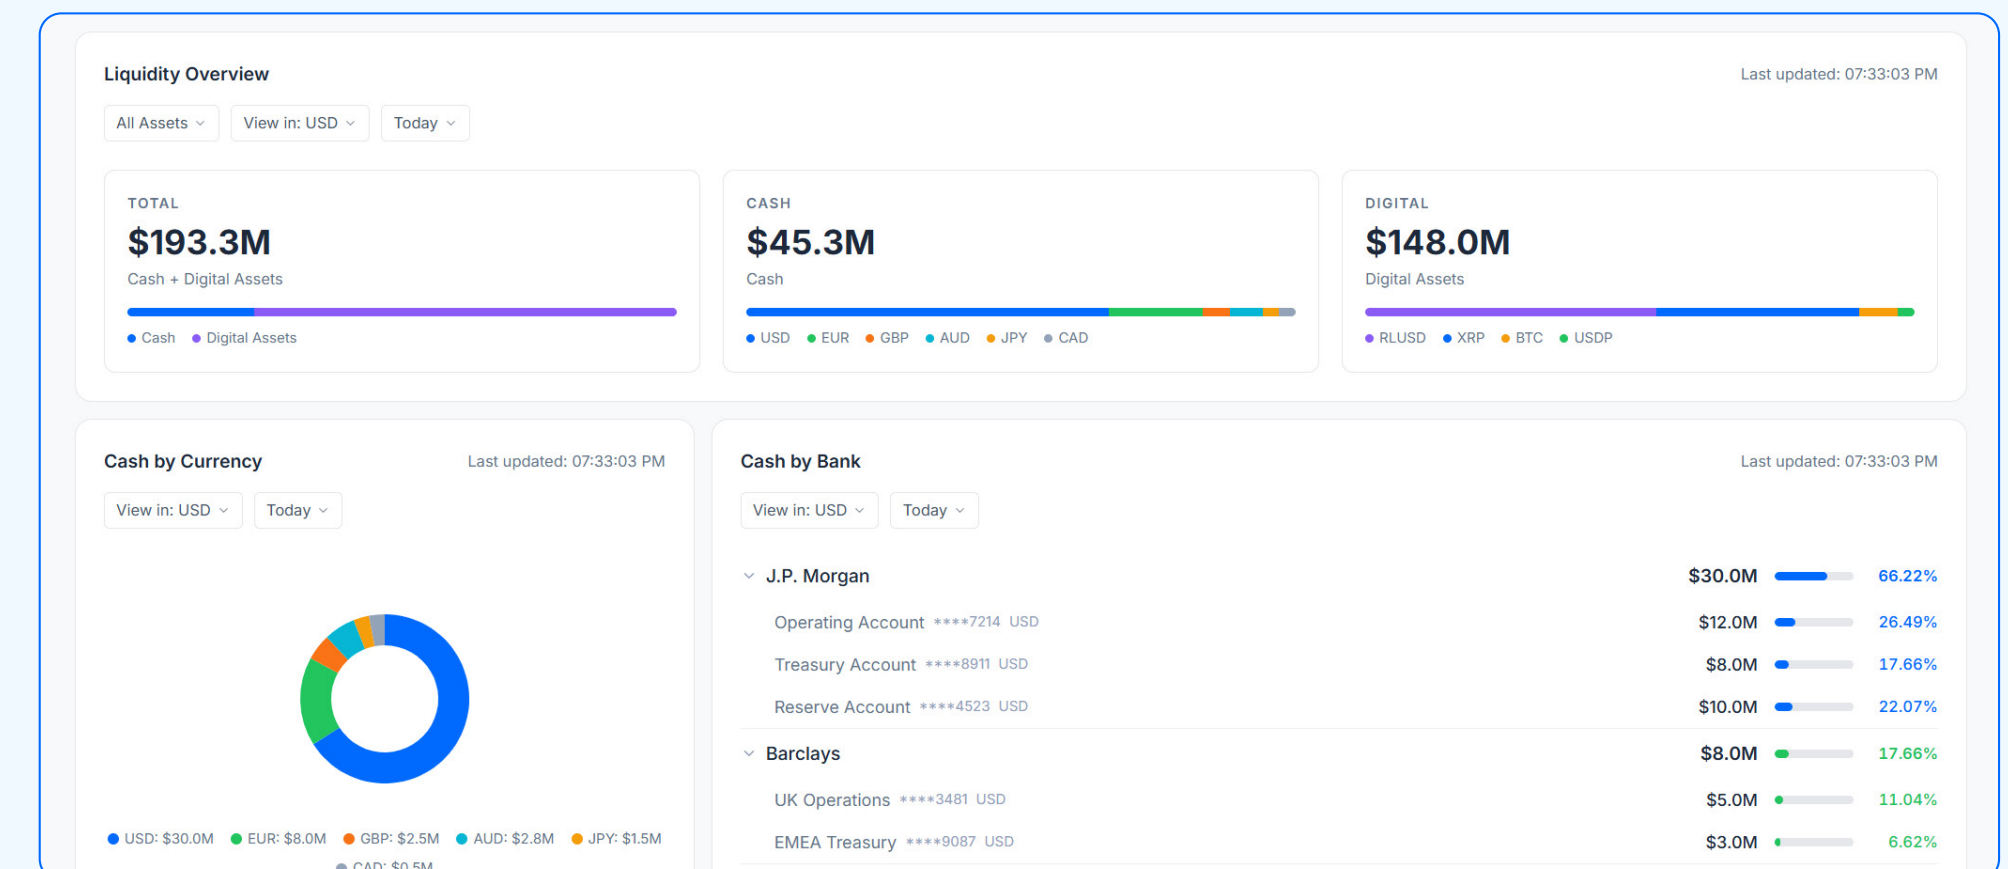 Liquidity Overview
Last updated: 07:33:03 PM
All Assets
View in: USD
Today
TOTAL
$193.3M
Cash + Digital Assets
Cash
Digital Assets
CASH
$45.3M
Cash
USD
EUR
GBP
AUD
JPY
CAD
DIGITAL
$148.0M
Digital Assets
RLUSD
XRP
BTC
USDP
Cash by Currency
Last updated: 07:33:03 PM
View in: USD
Today
USD: $30.0M
EUR: $8.0M
GBP: $2.5M
AUD: $2.8M
JPY: $1.5M
CAD: $0.5M
Cash by Bank
Last updated: 07:33:03 PM
View in: USD
Today
J.P. Morgan $30.0M 66.22%
Operating Account ****7214 USD $12.0M 26.49%
Treasury Account ****8911 USD $8.0M 17.66%
Reserve Account ****4523 USD $10.0M 22.07%
Barclays $8.0M 17.66%
UK Operations ****3481 USD $5.0M 11.04%
EMEA Treasury ****9087 USD $3.0M 6.62%